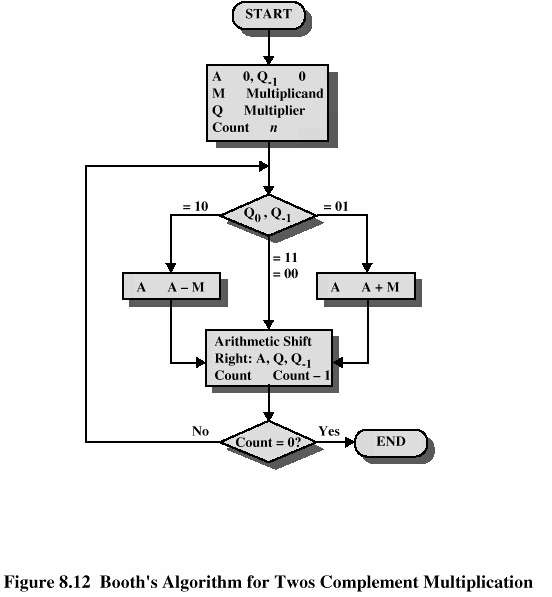 START
A 0, Q-1 0
M Multiplicand
Q Multiplier
Count n
= 10
Q0, Q-1
= 01
= 11
= 00
A A – M
A A + M
Arithmetic Shift
Right: A, Q, Q-1
Count Count – 1
No
Count = 0?
Yes
END
Figure 8.12 Booth's Algorithm for Twos Complement Multiplication